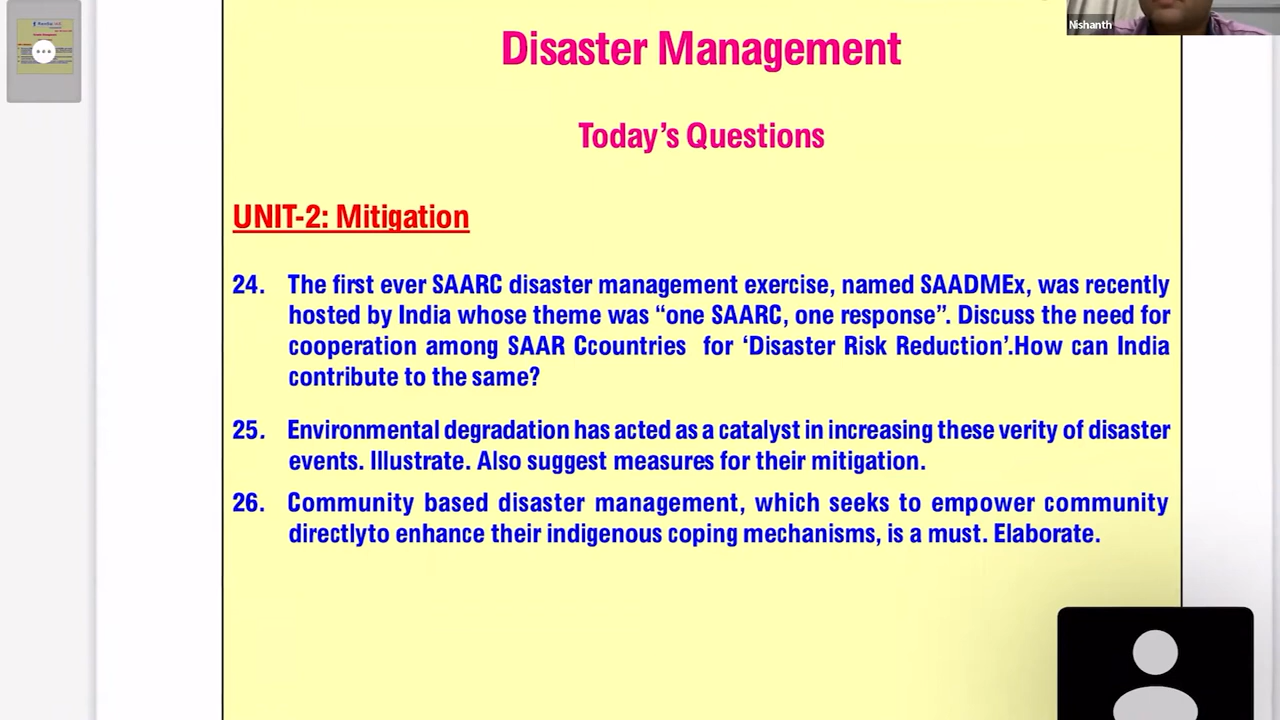 Nishanth
Disaster Management
Today's Questions
UNIT-2: Mitigation
24. The first ever SAARC disaster management exercise, named SAADMEx, was recently
hosted by India whose theme was “one SAARC, one response”. Discuss the need for
cooperation among SAAR Ccountries for ‘Disaster Risk Reduction’.How can India
contribute to the same?
25. Environmental degradation has acted as a catalyst in increasing these verity of disaster
events. Illustrate. Also suggest measures for their mitigation.
26. Community based disaster management, which seeks to empower community
directlyto enhance their indigenous coping mechanisms, is a must. Elaborate.